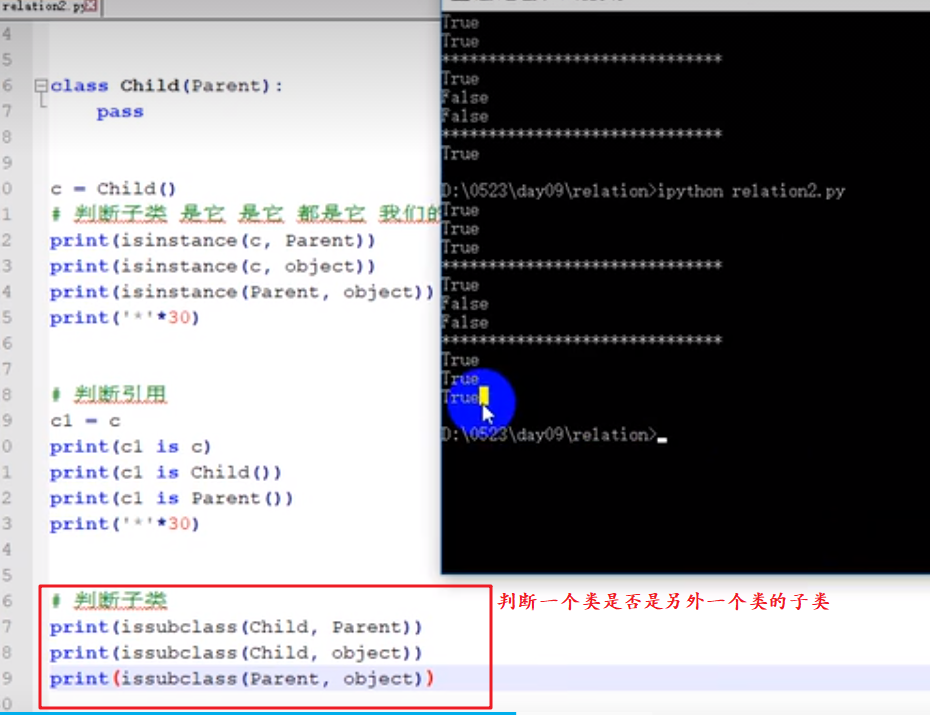 relation2.py
4
5
6 class Child(Parent):
7 pass
8
9
0 c = Child()
1 # 判断子类 是它 是它 都是它 我们的
2 print(isinstance(c, Parent))
3 print(isinstance(c, object))
4 print(isinstance(Parent, object))
5 print('*'*30)
6
7
8 # 判断引用
9 c1 = c
0 print(c1 is c)
1 print(c1 is Child())
2 print(c1 is Parent())
3 print('*'*30)
4
5
6 # 判断子类
7 print(issubclass(Child, Parent))
8 print(issubclass(Child, object))
9 print(issubclass(Parent, object))
0
判断一个类是否是另外一个类的子类
True
True
******************************
True
False
False
******************************
True
D:\0523\day09\relation>ipython relation2.py
True
True
True
******************************
True
False
False
******************************
True
True
True
D:\0523\day09\relation>